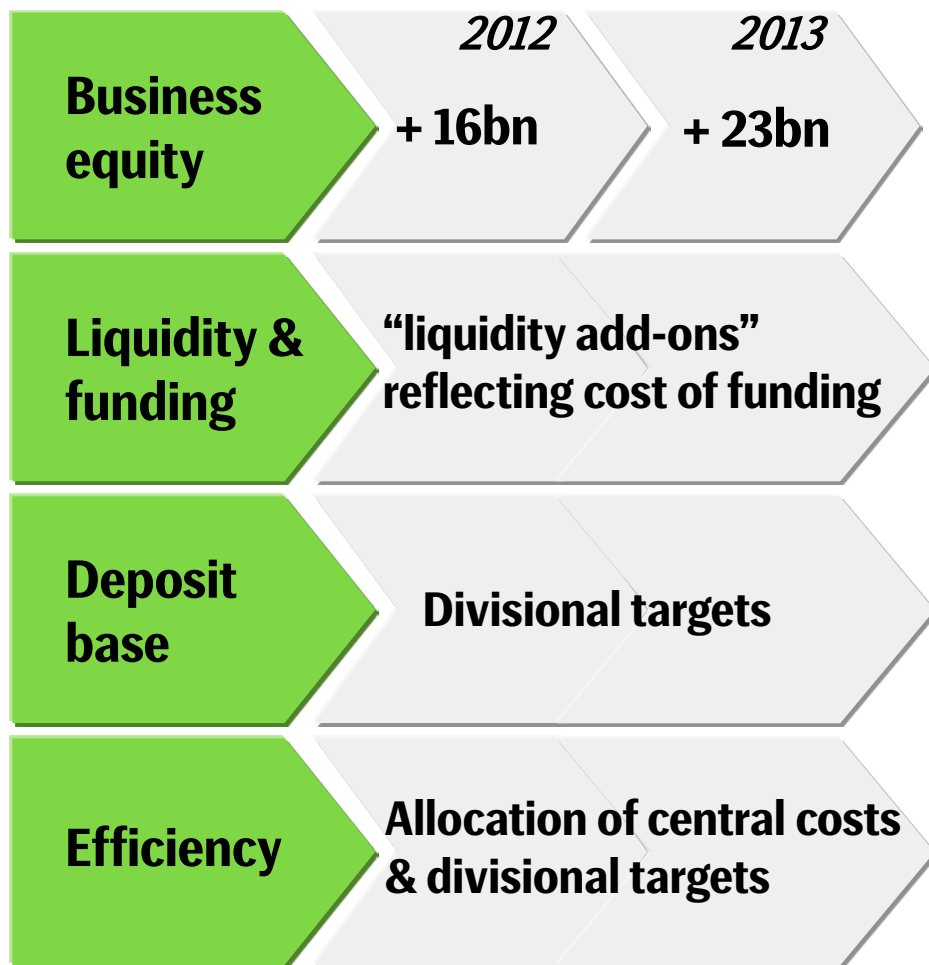 2012 2013
Business
equity
+ 16bn + 23bn
Liquidity &
funding
“liquidity add-ons”
reflecting cost of funding
Deposit
base
Divisional targets
Efficiency
Allocation of central costs
& divisional targets